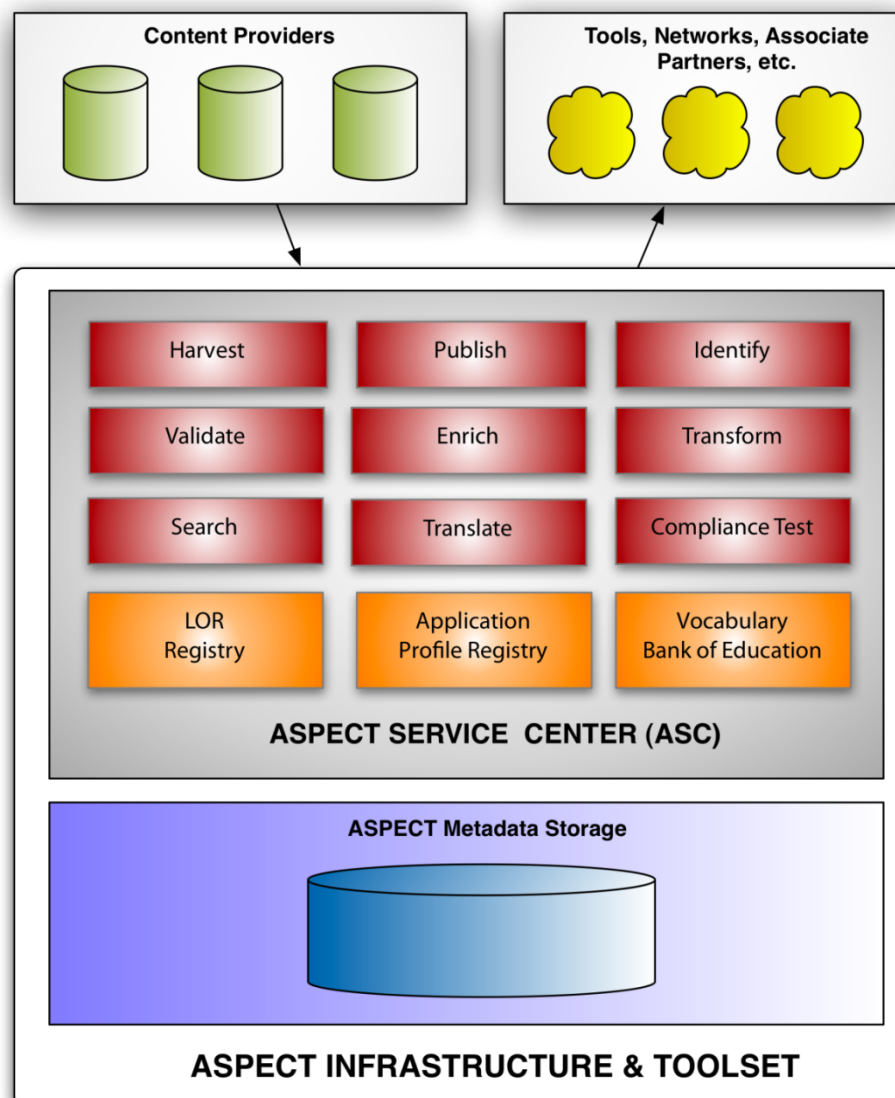 Content Providers
Tools, Networks, Associate
Partners, etc.
Harvest
Publish
Identify
Validate
Enrich
Transform
Search
Translate
Compliance Test
LOR
Registry
Application
Profile Registry
Vocabulary
Bank of Education
ASPECT SERVICE CENTER (ASC)
ASPECT Metadata Storage
ASPECT INFRASTRUCTURE & TOOLSET